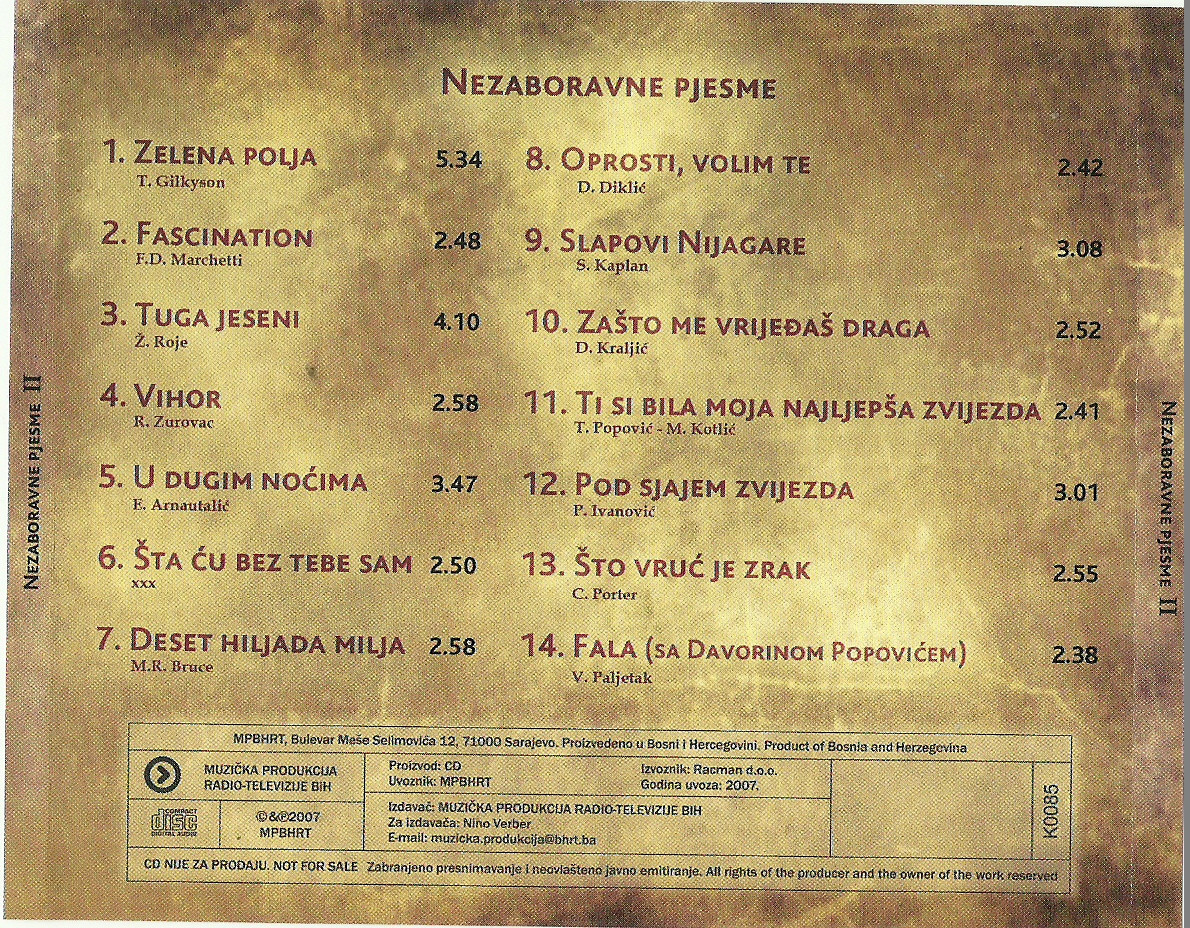 NEZABORAVNE PJESME
1. ZELENA POLJA 5.34
T. Gilkyson
2. FASCINATION 2.48
F.D. Marchetti
3. TUGA JESENI 4.10
Ž. Roje
4. VIHOR 2.58
R. Zurovac
5. U DUGIM NOĆIMA 3.47
E. Arnautalić
6. ŠTA ĆU BEZ TEBE SAM 2.50
xxx
7. DESET HILJADA MILJA 2.58
M.R. Bruce
8. OPROSTI, VOLIM TE 2.42
D. Diklić
9. SLAPOVI NIJAGARE 3.08
S. Kaplan
10. ZAŠTO ME VRIJEĐAŠ DRAGA 2.52
D. Kraljić
11. TI SI BILA MOJA NAJLJEPŠA ZVIJEZDA 2.41
T. Popović - M. Kotlić
12. POD SJAJEM ZVIJEZDA 3.01
P. Ivanović
13. ŠTO VRUĆ JE ZRAK 2.55
C. Porter
14. FALA (SA DAVORINOM POPOVIĆEM) 2.38
V. Paljetak
NEZABORAVNE PJESME II
NEZABORAVNE PJESME II
MPBHRT, Bulevar Meše Selimovića 12, 71000 Sarajevo. Proizvedeno u Bosni i Hercegovini. Product of Bosnia and Herzegovina
MUZIČKA PRODUKCIJA
RADIO-TELEVIZIJE BIH
Proizvod: CD
Uvoznik: MPBHRT
Izvoznik: Racman d.o.o.
Godina uvoza: 2007.
COMPACT
disc
DIGITAL AUDIO
©&℗2007
MPBHRT
Izdavač: MUZIČKA PRODUKCIJA RADIO-TELEVIZIJE BIH
Za izdavača: Nino Verber
E-mail: muzicka.produkcija@bhrt.ba
K0085
CD NIJE ZA PRODAJU. NOT FOR SALE Zabranjeno presnimavanje i neovlašteno javno emitiranje. All rights of the producer and the owner of the work reserved